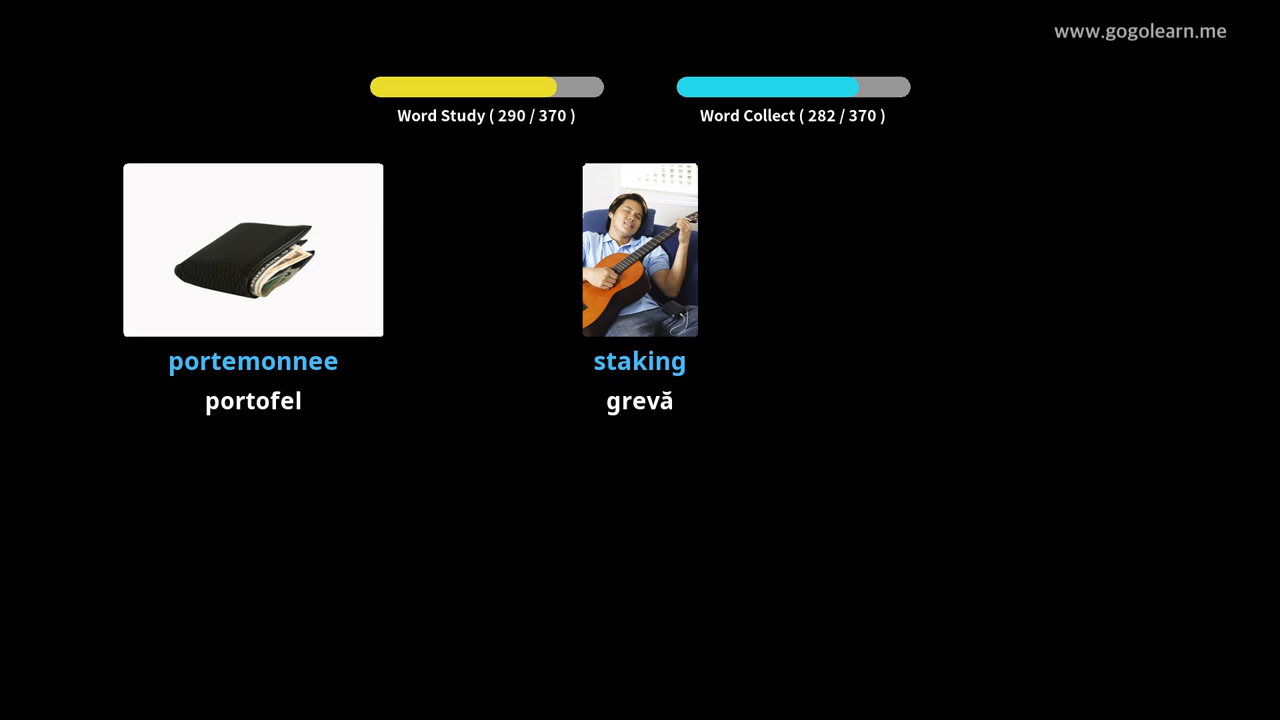 www.gogolearn.me
Word Study ( 290 / 370 )
Word Collect ( 282 / 370 )
portemonnee
portofel
staking
grevă